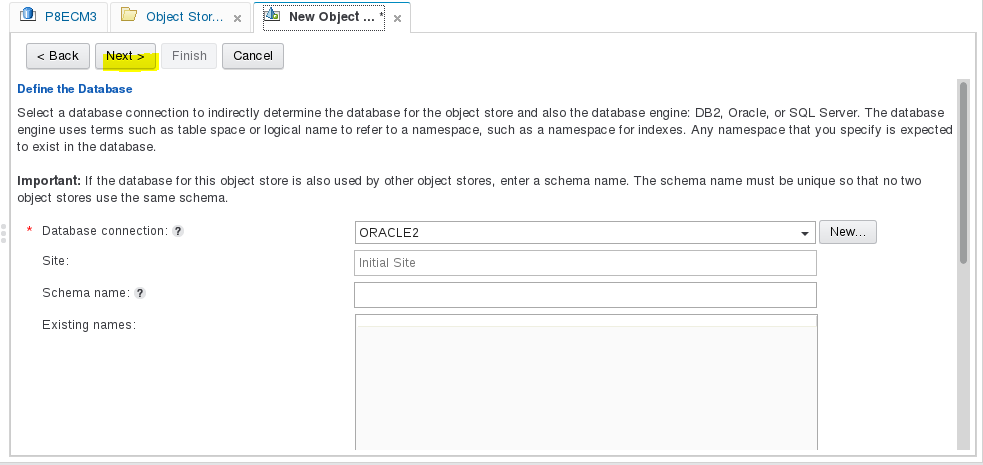 P8ECM3
Object Stor...
New Object ... *
< Back
Next >
Finish
Cancel
Define the Database
Select a database connection to indirectly determine the database for the object store and also the database engine: DB2, Oracle, or SQL Server. The database
engine uses terms such as table space or logical name to refer to a namespace, such as a namespace for indexes. Any namespace that you specify is expected
to exist in the database.
Important: If the database for this object store is also used by other object stores, enter a schema name. The schema name must be unique so that no two
object stores use the same schema.
* Database connection: ?
ORACLE2
New...
Site:
Initial Site
Schema name: ?
Existing names: